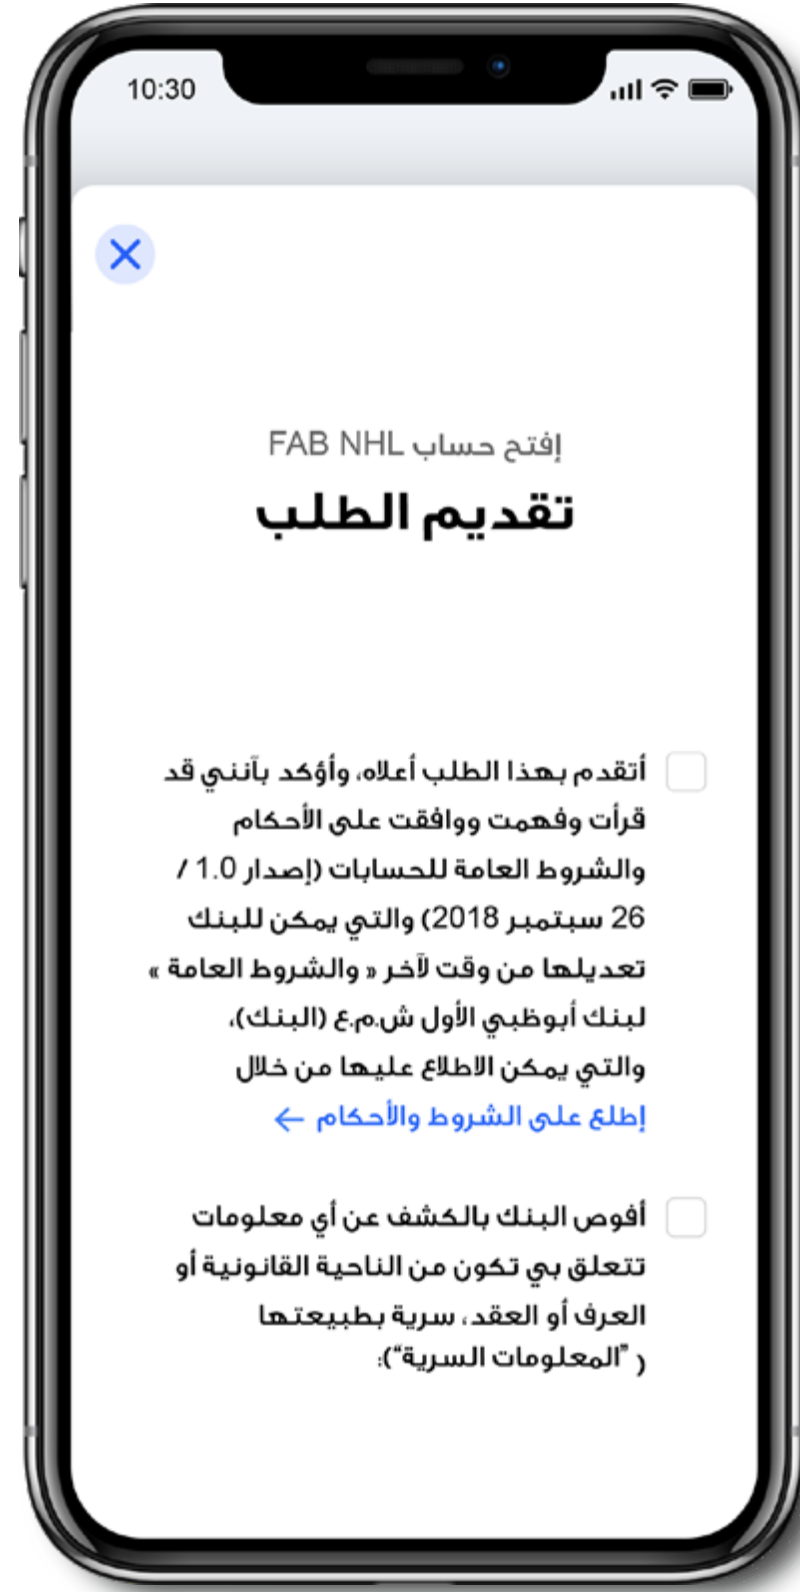 10:30
إفتح حساب FAB NHL
تقديم الطلب
أتقدم بهذا الطلب أعلاه، وأؤكد بآنني قد
قرأت وفهمت ووافقت على الأحكام
والشروط العامة للحسابات (إصدار 1.0 /
26 سبتمبر 2018) والتي يمكن للبنك
تعديلها من وقت لآخر « والشروط العامة »
لبنك أبوظبي الأول ش.م.ع (البنك)،
والتي يمكن الاطلاع عليها من خلال
إطلع على الشروط والأحكام ←
أفوص البنك بالكشف عن أي معلومات
تتعلق بي تكون من الناحية القانونية أو
العرف أو العقد، سرية بطبيعتها
( "المعلومات السرية"):